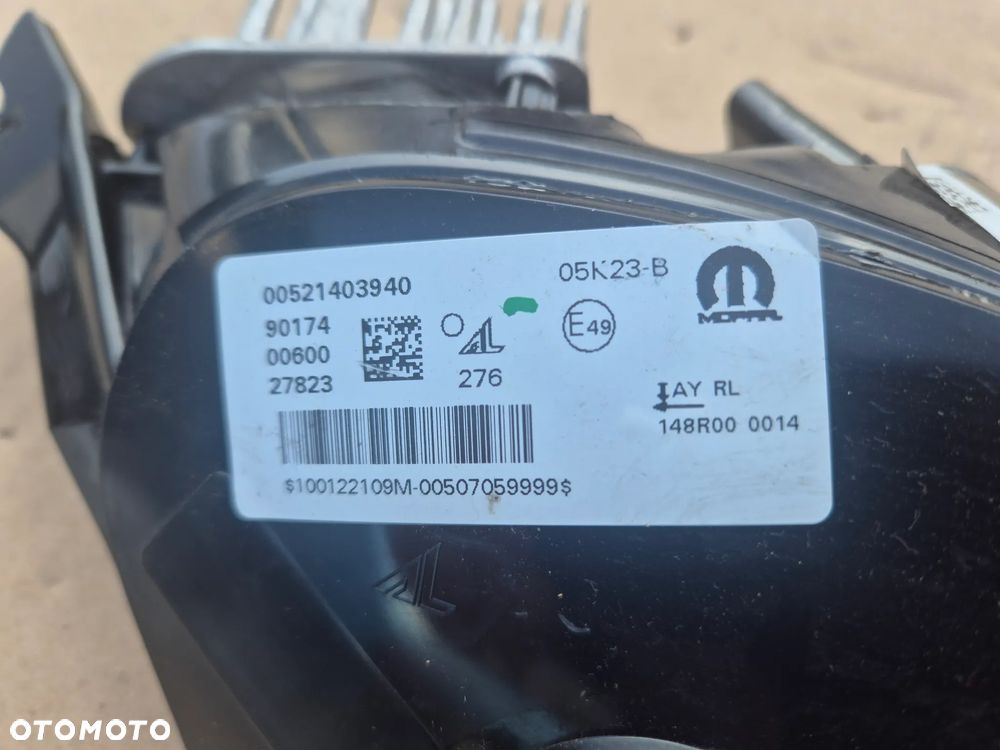 00521403940
90174
00600
27823
276
05K23-B
E49
MOPAR
AY RL
148R00 0014
$100122109M-00507059999$
OTOMOTO